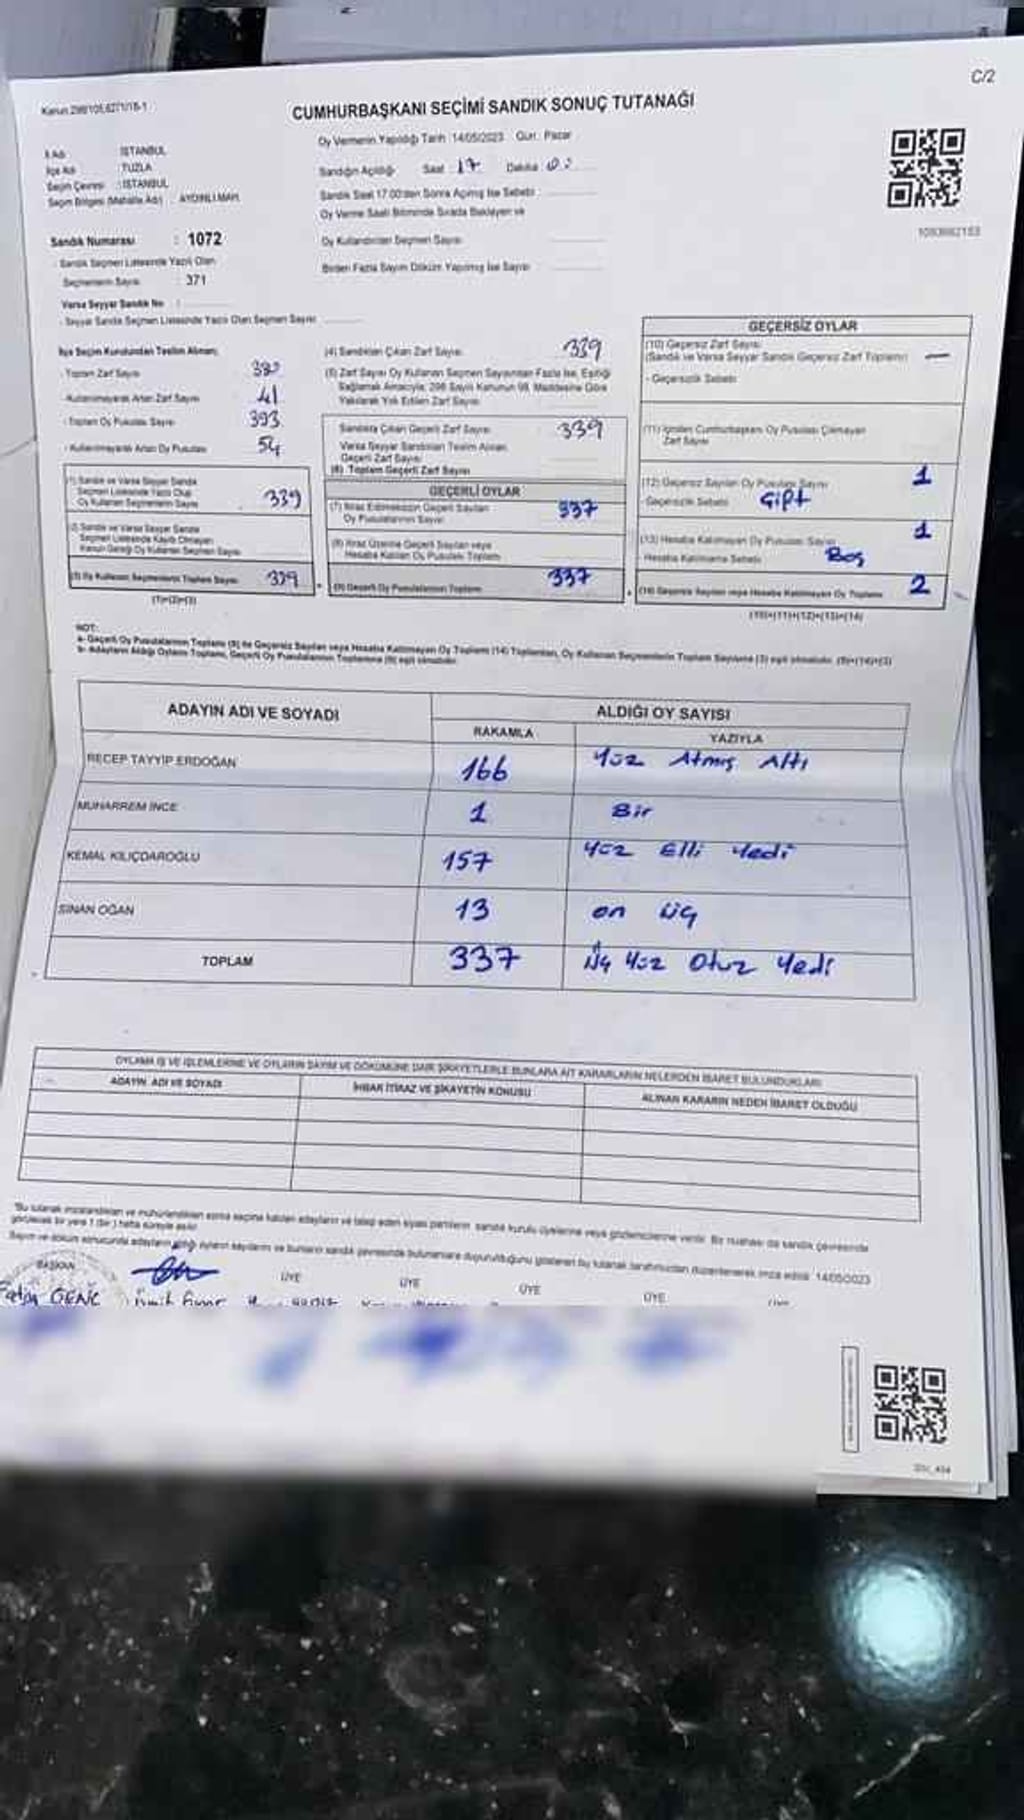 C/2
Kanun 298/105,6271/18-1
CUMHURBAŞKANI SEÇİMİ SANDIK SONUÇ TUTANAĞI
İl Adı : İSTANBUL
İlçe Adı : TUZLA
Seçim Çevresi : İSTANBUL
Seçim Bölgesi (Mahalle Adı) : AYDINLI MAH.
Oy Vermenin Yapıldığı Tarih 14/05/2023 Gün: Pazar
Sandığın Açıldığı Saat 17 Dakika 00
Sandık Saat 17.00'den Sonra Açılmış İse Sebebi
Oy Verme Saati Bitiminde Sırada Bekleyen ve
Oy Kullandırılan Seçmen Sayısı
Birden Fazla Sayım Döküm Yapılmış İse Sayısı
Sandık Numarası : 1072
Sandık Seçmen Listesinde Yazılı Olan
Seçmenlerin Sayısı : 371
Varsa Seyyar Sandık No :
Seyyar Sandık Seçmen Listesinde Yazılı Olan Seçmen Sayısı
İlçe Seçim Kurulundan Teslim Alınan;
- Toplam Zarf Sayısı 380
- Kullanılmayarak Artan Zarf Sayısı 41
- Toplam Oy Pusulası Sayısı 393
- Kullanılmayarak Artan Oy Pusulası 54
(1) Sandık ve Varsa Seyyar Sandık
Seçmen Listesinde Yazılı Olup
Oy Kullanan Seçmenlerin Sayısı 339
(2) Sandık ve Varsa Seyyar Sandık
Seçmen Listesinde Kayıtlı Olmayan
Kanun Gereği Oy Kullanan Seçmen Sayısı
(3) Oy Kullanan Seçmenlerin Toplam Sayısı 339
(1)+(2)=(3)
(4) Sandıktan Çıkan Zarf Sayısı 339
(5) Zarf Sayısı Oy Kullanan Seçmen Sayısından Fazla İse, Eşitliği
Sağlamak Amacıyla, 298 Sayılı Kanunun 98. Maddesine Göre
Yakılarak Yok Edilen Zarf Sayısı
Sandıkta Çıkan Geçerli Zarf Sayısı 339
Varsa Seyyar Sandıktan Teslim Alınan
Geçerli Zarf Sayısı
(6) Toplam Geçerli Zarf Sayısı
GEÇERLİ OYLAR
(7) İtiraz Edilmeksizin Geçerli Sayılan
Oy Pusulalarının Sayısı 337
(8) İtiraz Üzerine Geçerli Sayılan veya
Hesaba Katılan Oy Pusulası Toplamı
(9) Geçerli Oy Pusulalarının Toplamı 337
GEÇERSİZ OYLAR
(10) Geçersiz Zarf Sayısı
(Sandık ve Varsa Seyyar Sandık Geçersiz Zarf Toplamı) —
- Geçersizlik Sebebi
(11) İçinden Cumhurbaşkanı Oy Pusulası Çıkmayan
Zarf Sayısı
(12) Geçersiz Sayılan Oy Pusulası Sayısı 1
- Geçersizlik Sebebi Çift
(13) Hesaba Katılmayan Oy Pusulası Sayısı 1
- Hesaba Katılmama Sebebi Boş
(14) Geçersiz Sayılan veya Hesaba Katılmayan Oy Toplamı 2
(10)+(11)+(12)+(13)=(14)
NOT:
a- Geçerli Oy Pusulalarının Toplamı (9) ile Geçersiz Sayılan veya Hesaba Katılmayan Oy Toplamı (14) Toplamları, Oy Kullanan Seçmenlerin Toplam Sayısına (3) eşit olmalıdır. (9)+(14)=(3)
b- Adayların Aldığı Oyların Toplamı, Geçerli Oy Pusulalarının Toplamına (9) eşit olmalıdır.
ADAYIN ADI VE SOYADI ALDIĞI OY SAYISI
RAKAMLA YAZIYLA
RECEP TAYYİP ERDOĞAN 166 Yüz Atmış Altı
MUHARREM İNCE 1 Bir
KEMAL KILIÇDAROĞLU 157 Yüz Elli Yedi
SİNAN OĞAN 13 on üç
TOPLAM 337 Üç Yüz Otuz Yedi
OYLAMA İŞ VE İŞLEMLERİNE VE OYLARIN SAYIM VE DÖKÜMÜNE DAİR ŞİKAYETLERLE BUNLARA AİT KARARLARIN NELERDEN İBARET BULUNDUKLARI
ADAYIN ADI VE SOYADI İHBAR İTİRAZ VE ŞİKAYETİN KONUSU ALINAN KARARIN NEDEN İBARET OLDUĞU
"Bu tutanak imzalandıktan ve mühürlendikten sonra seçime katılan adayların ve talep eden siyasi partilerin sandık kurulu üyelerine veya gözlemcilerine verilir. Bir nüshası da sandık çevresinde
görülecek bir yere 1 (bir) hafta süreyle asılır.
Sayım ve döküm sonucunda adayların aldığı oyların sayılarını ve bunların sandık çevresinde bulunanlara duyurulduğunu gösteren bu tutanak tarafımızdan düzenlenerek imza edildi. 14/05/2023
BAŞKAN ÜYE ÜYE ÜYE ÜYE
GENÇ